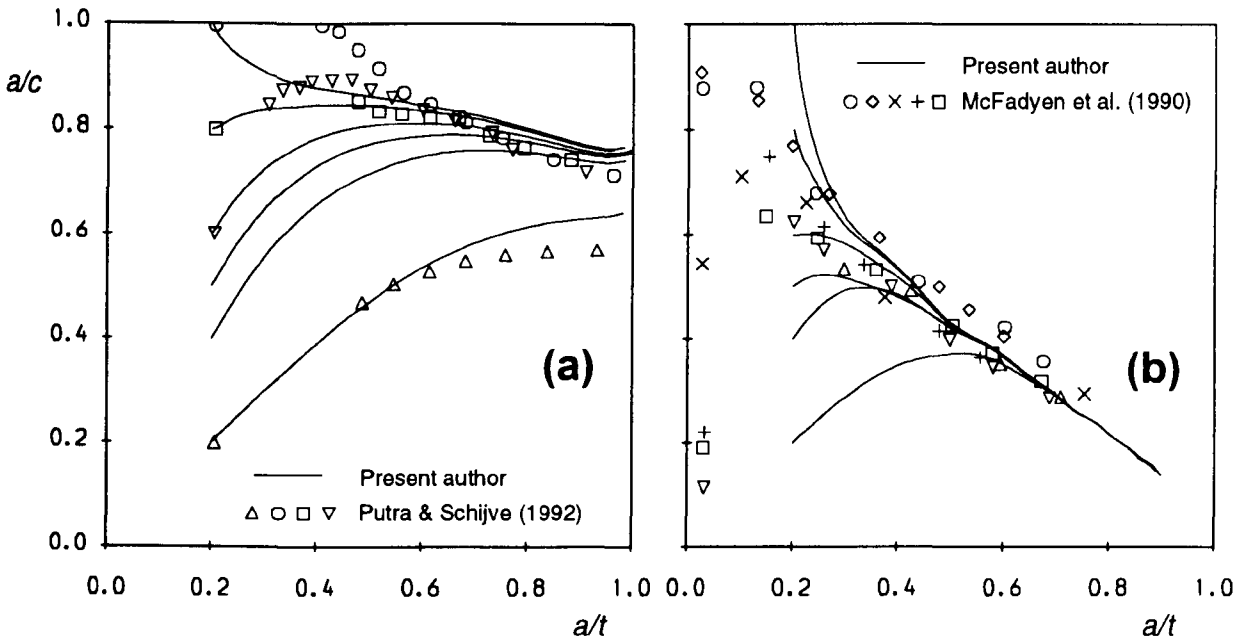 1.0
a/c
0.8
0.6
0.4
0.2
0.0
(a)
Present author
Putra & Schijve (1992)
0.0 0.2 0.4 0.6 0.8 1.0
a/t
Present author
McFadyen et al. (1990)
(b)
0.0 0.2 0.4 0.6 0.8 1.0
a/t